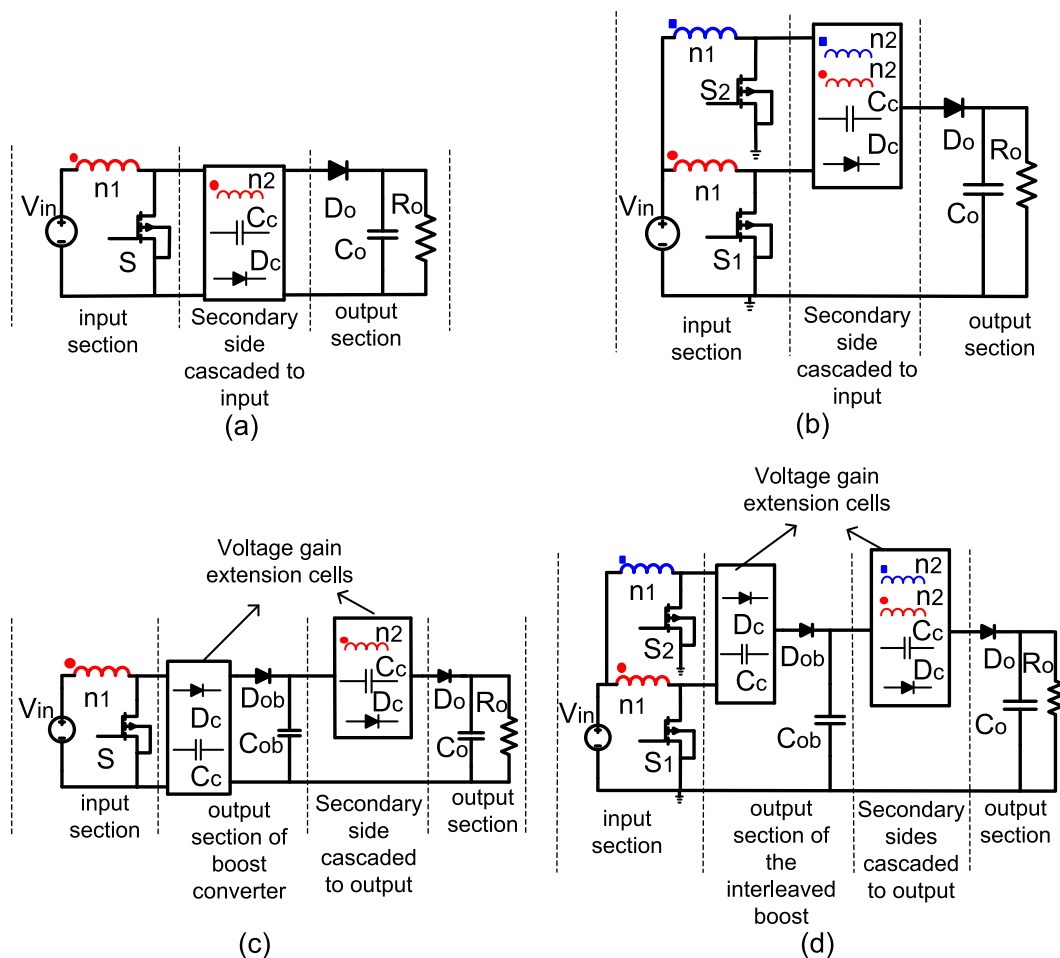 n1
Vin
S
n2
Cc
Dc
Do
Co
Ro
input
section
Secondary
side
cascaded to
input
output
section
(a)
n1
S2
n1
Vin
S1
n2
n2
Cc
Dc
Do
Co
Ro
input
section
Secondary
side
cascaded to
input
output
section
(b)
Voltage gain
extension cells
n1
Vin
S
Dc
Cc
Dob
Cob
n2
Cc
Dc
Do
Co
Ro
input
section
output
section of
boost
converter
Secondary
side
cascaded
to output
output
section
(c)
Voltage gain
extension cells
n1
S2
n1
Vin
S1
Dc
Cc
Dob
Cob
n2
n2
Cc
Dc
Do
Co
Ro
input
section
output
section of
the
interleaved
boost
Secondary
sides
cascaded
to output
output
section
(d)